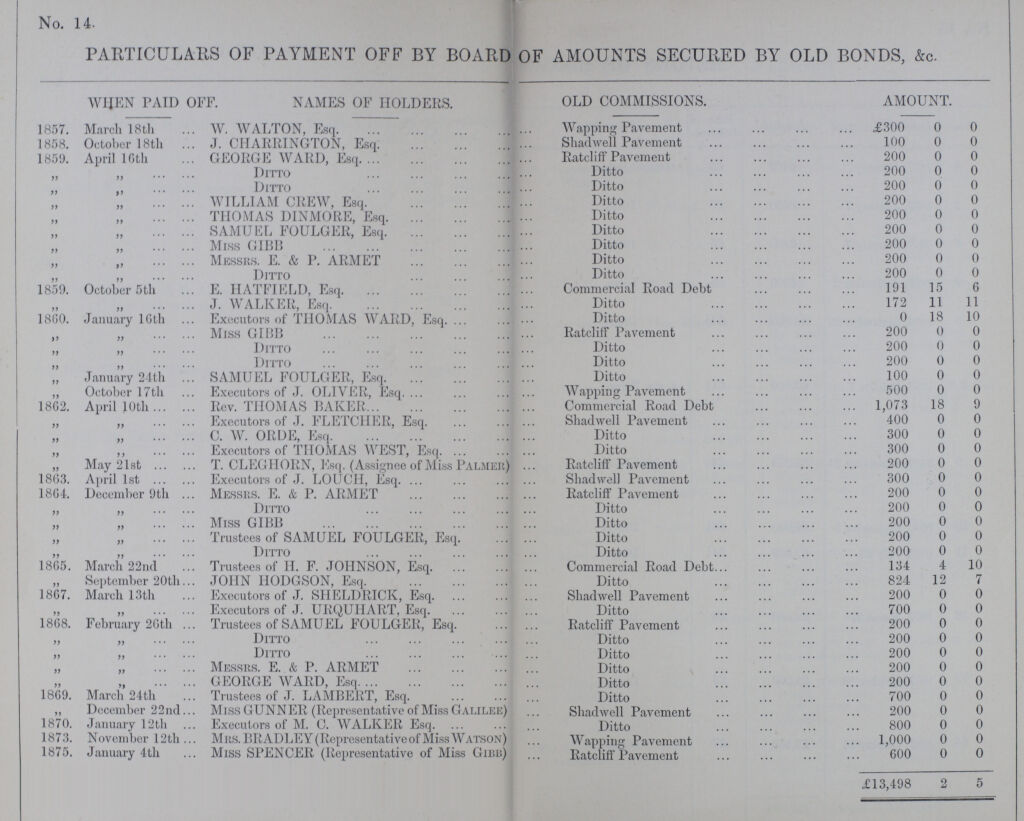 No. 14.
PARTICULARS OF PAYMENT OFF BY BOARD OF AMOUNTS SECURED BY OLD BONDS, &c.
WHEN PAID OFF. NAMES OF HOLDERS. OLD COMMISSIONS. AMOUNT.
1857. March 18th ... W. WALTON, Esq. ... ... ... ... ... Wapping Pavement ... ... ... ... £300 0 0
1858. October 18th ... J. CHARRINGTON, Esq. ... ... ... ... Shadwell Pavement ... ... ... ... 100 0 0
1859. April 16th ... ... GEORGE WARD, Esq. ... ... ... ... ... Ratcliff Pavement ... ... ... ... 200 0 0
„ „ ... ... DITTO ... ... ... ... ... Ditto ... ... ... ... 200 0 0
„ „ ... ... DITTO ... ... ... ... ... Ditto ... ... ... ... 200 0 0
„ „ ... ... WILLIAM CREW, Esq. ... ... ... ... Ditto ... ... ... ... 200 0 0
„ „ ... ... THOMAS DINMORE, Esq. ... ... ... ... Ditto ... ... ... ... 200 0 0
„ „ ... ... SAMUEL FOULGER, Esq. ... ... ... ... Ditto ... ... ... ... 200 0 0
„ „ ... ... MISS GIBB ... ... ... ... ... ... Ditto ... ... ... ... 200 0 0
„ „ ... ... MESSRS. E. & P. ARMET ... ... ... ... Ditto ... ... ... ... 200 0 0
„ „ ... ... DITTO ... ... ... ... Ditto ... ... ... ... 200 0 0
1859. October 5th ... E. HATFIELD, Esq. ... ... ... ... ... Commercial Road Debt ... ... ... 191 15 6
„ „ ... ... J. WALKER, Esq. ... ... ... ... ... Ditto ... ... ... ... 172 11 11
1860. January 16th ... Executors of THOMAS WARD, Esq. ... ... ... Ditto ... ... ... ... 0 18 10
„ „ ... ... MISS GIBB ... ... ... ... ... ... Ratcliff Pavement ... ... ... ... 200 0 0
„ „ ... ... DITTO ... ... ... ... ... Ditto ... ... ... ... 200 0 0
„ „ ... ... DITTO ... ... ... ... ... Ditto ... ... ... ... 200 0 0
„ January 24th ... SAMUEL FOULGER, Esq. ... ... ... ... Ditto ... ... ... ... 100 0 0
„ October 17th ... Executors of J. OLIVER, Esq. ... ... ... ... Wapping Pavement ... ... ... ... 500 0 0
1862. April 10th ... ... Rev. THOMAS BAKER... ... ... ... ... Commercial Road Debt ... ... ... 1,073 18 9
„ „ ... ... Executors of J. FLETCHER, Esq. ... ... ... Shadwell Pavement ... ... ... ... 400 0 0
„ „ ... ... C. W. ORDE, Esq. ... ... ... ... ... Ditto ... ... ... ... 300 0 0
„ „ ... ... Executors of THOMAS WEST, Esq. ... ... ... Ditto ... ... ... ... 300 0 0
„ May 21st ... ... T. CLEGHORN, Esq. (Assignee of Miss PALMER) ... Ratcliff Pavement ... ... ... ... 200 0 0
1863. April 1st ... ... Executors of J. LOUCH, Esq. ... ... ... ... Shadwell Pavement ... ... ... ... 300 0 0
1864. December 9th ... MESSRS. E. & P. ARMET ... ... ... ... Ratcliff Pavement ... ... ... ... 200 0 0
„ „ ... ... DITTO ... ... ... ... Ditto ... ... ... ... 200 0 0
„ „ ... ... MISS GIBB ... ... ... ... ... ... Ditto ... ... ... ... 200 0 0
„ „ ... ... Trustees of SAMUEL FOULGER, Esq. ... ... ... Ditto ... ... ... ... 200 0 0
„ „ ... ... DITTO ... ... ... ... ... Ditto ... ... ... ... 200 0 0
1865. March 22nd ... Trustees of H. F. JOHNSON, Esq. ... ... ... Commercial Road Debt... ... ... ... 134 4 10
„ September 20th... JOHN HODGSON, Esq. ... ... ... ... Ditto ... ... ... ... 824 12 7
1867. March 13th ... Executors of J. SHELDRICK, Esq. ... ... ... Shadwell Pavement ... ... ... ... 200 0 0
„ „ ... ... Executors of J. URQUHART, Esq. ... ... ... Ditto ... ... ... ... 700 0 0
1868. February 26th ... Trustees of SAMUEL FOULGER, Esq. ... ... ... Ratcliff Pavement ... ... ... ... 200 0 0
„ „ ... ... DITTO ... ... ... ... ... Ditto ... ... ... ... 200 0 0
„ „ ... ... DITTO ... ... ... ... ... Ditto ... ... ... ... 200 0 0
„ „ ... ... MESSRS. E. & P. ARMET ... ... ... ... Ditto ... ... ... ... 200 0 0
„ „ ... ... GEORGE WARD, Esq. ... ... ... ... ... Ditto ... ... ... ... 200 0 0
1869. March 24th ... Trustees of J. LAMBERT, Esq. ... ... ... Ditto ... ... ... ... 700 0 0
„ December 22nd... MISS GUNNER (Representative of Miss GALILEE) ... Shadwell Pavement ... ... ... ... 200 0 0
1870. January 12th ... Executors of M. C. WALKER Esq. ... ... ... Ditto ... ... ... ... 800 0 0
1873. November 12th ... MRS. BRADLEY (Representative of Miss WATSON) ... Wapping Pavement ... ... ... ... 1,000 0 0
1875. January 4th ... MISS SPENCER (Representative of Miss GIBB) ... Ratcliff Pavement ... ... ... ... 600 0 0
£13,498 2 5